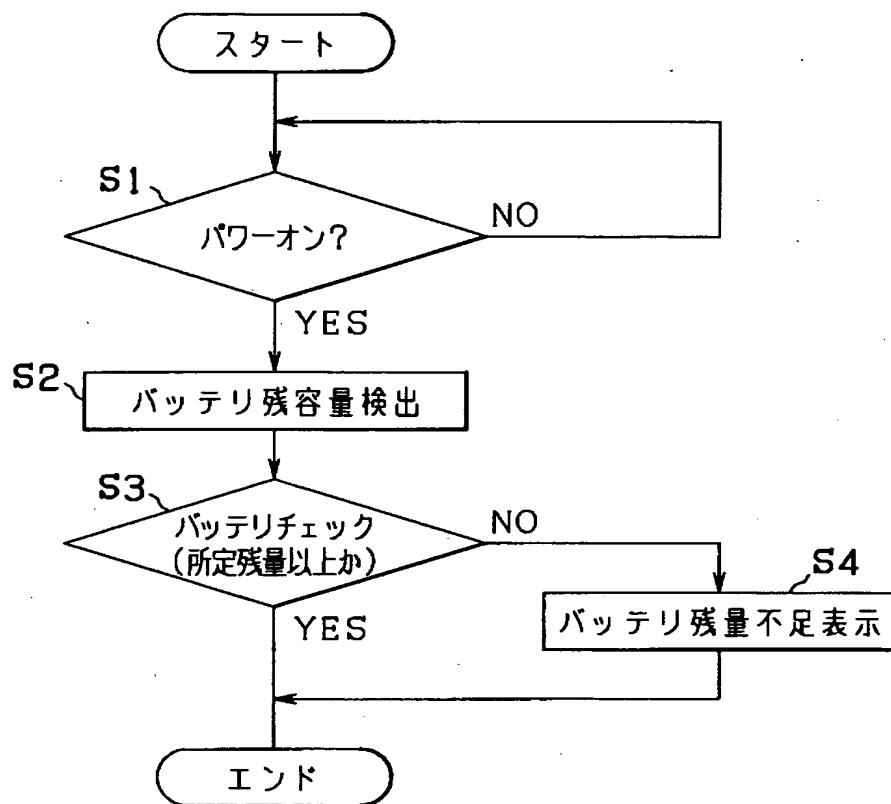 スタート
S1
パワーオン?
NO
YES
S2
バッテリ残容量検出
S3
バッテリチェック
(所定残量以上か)
NO
YES
S4
バッテリ残量不足表示
エンド